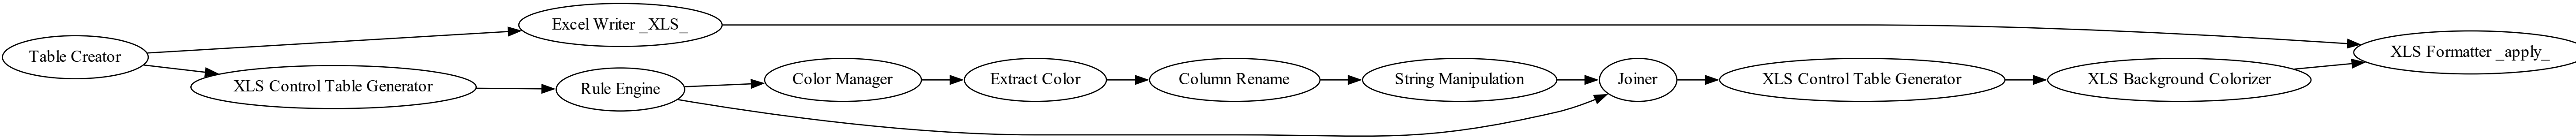 Table Creator
Excel Writer _XLS_
XLS Control Table Generator
Rule Engine
Color Manager
Extract Color
Column Rename
String Manipulation
Joiner
XLS Control Table Generator
XLS Background Colorizer
XLS Formatter _apply_